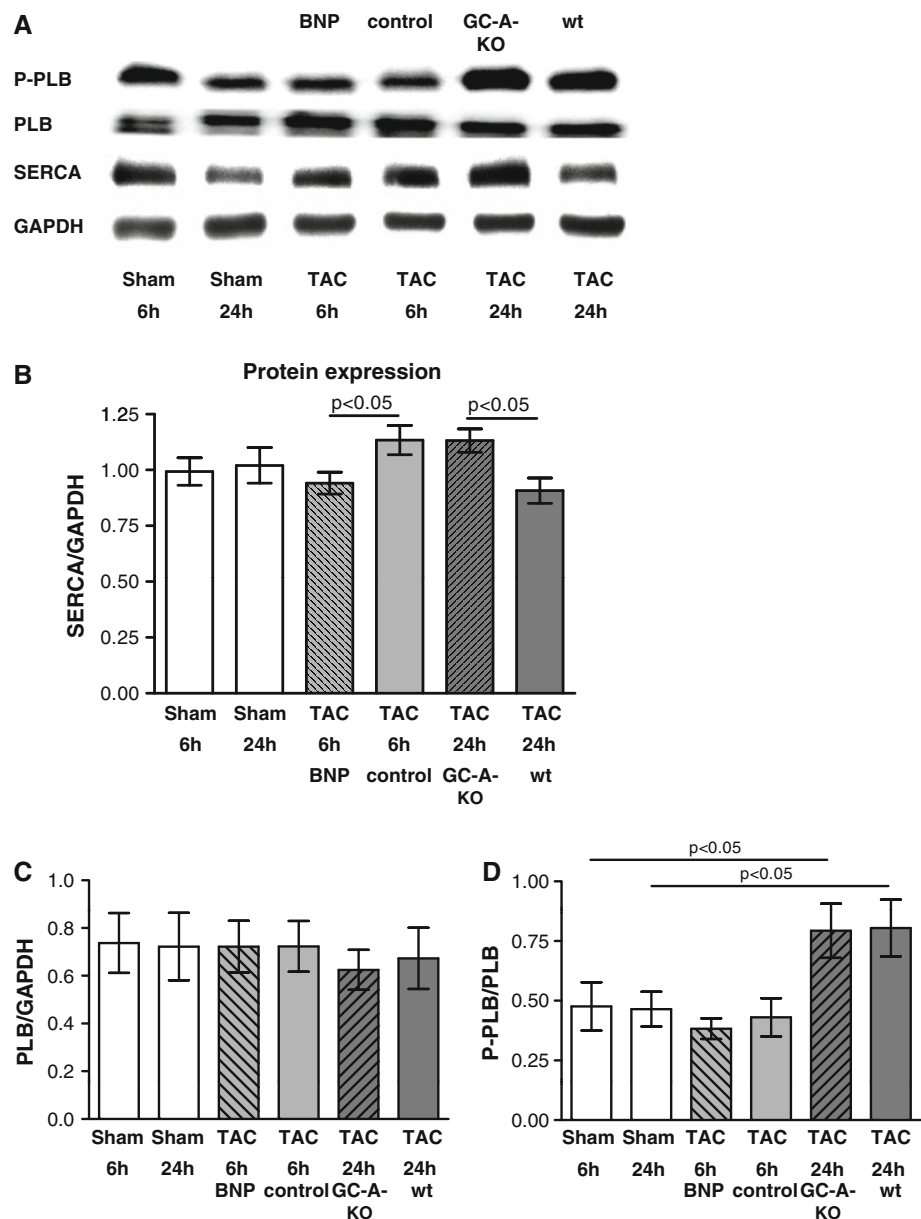 A
BNP control GC-A- wt
KO
P-PLB
PLB
SERCA
GAPDH
Sham Sham TAC TAC TAC TAC
6h 24h 6h 6h 24h 24h
B
Protein expression
p<0.05 p<0.05
1.25
1.00
0.75
0.50
0.25
0.00
SERCA/GAPDH
Sham Sham TAC TAC TAC TAC
6h 24h 6h 6h 24h 24h
BNP control GC-A- wt
KO
C
1.0
0.8
0.6
0.4
0.2
0.0
PLB/GAPDH
Sham Sham TAC TAC TAC TAC
6h 24h 6h 6h 24h 24h
BNP control GC-A- wt
KO
D
p<0.05
p<0.05
1.00
0.75
0.50
0.25
0.00
P-PLB/PLB
Sham Sham TAC TAC TAC TAC
6h 24h 6h 6h 24h 24h
BNP control GC-A- wt
KO